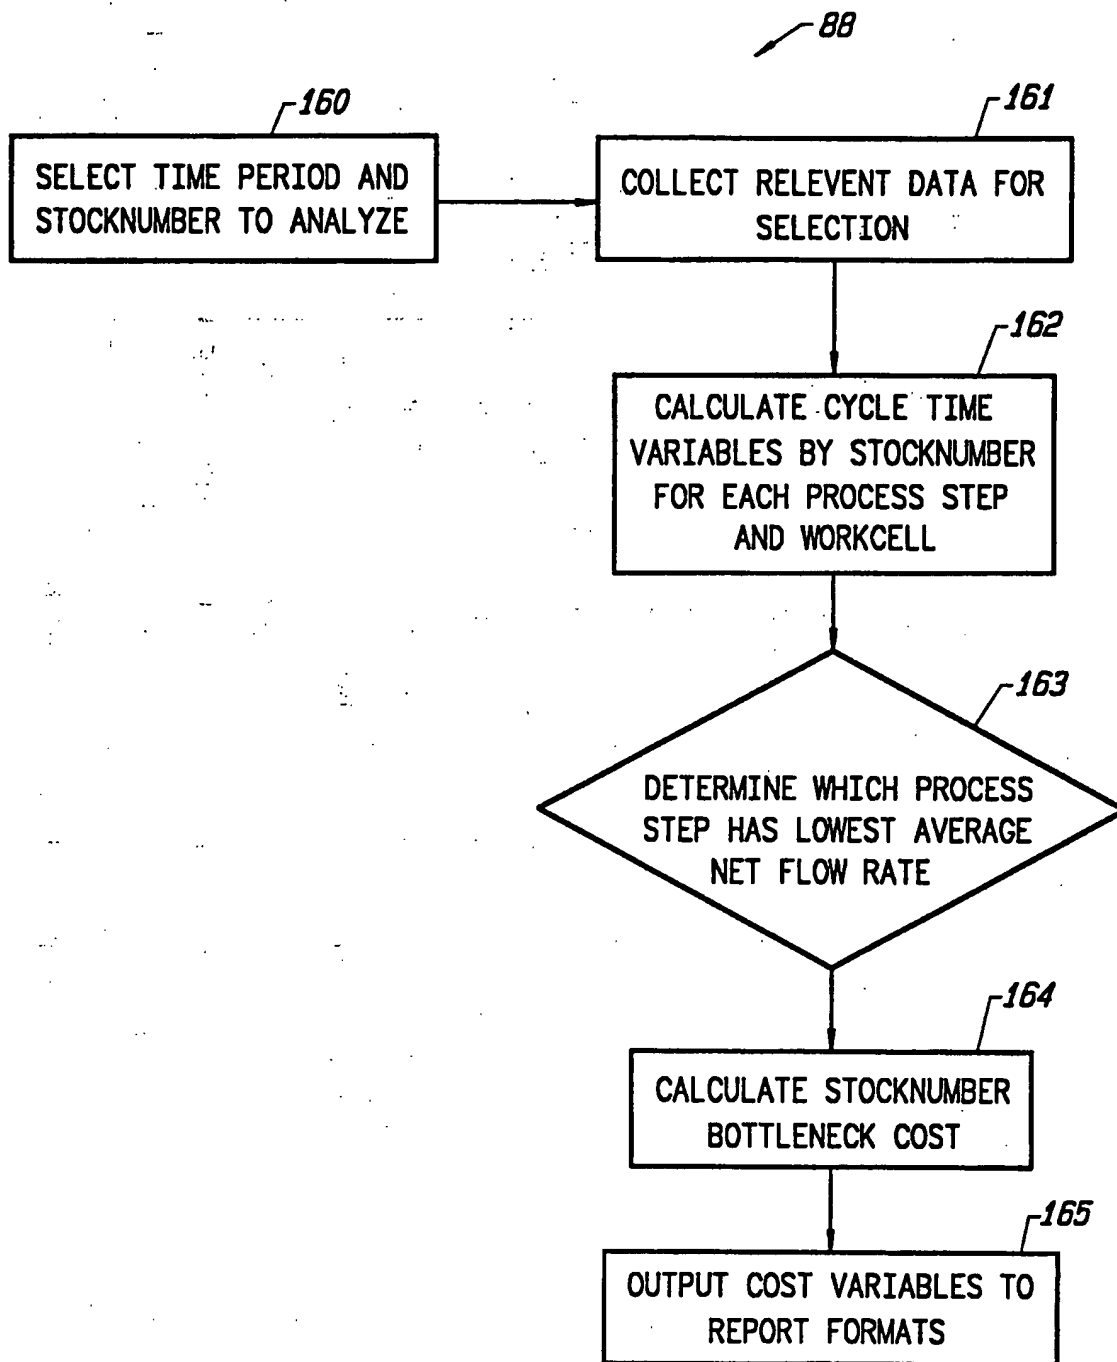 88
160
SELECT TIME PERIOD AND
STOCKNUMBER TO ANALYZE
161
COLLECT RELEVENT DATA FOR
SELECTION
162
CALCULATE CYCLE TIME
VARIABLES BY STOCKNUMBER
FOR EACH PROCESS STEP
AND WORKCELL
163
DETERMINE WHICH PROCESS
STEP HAS LOWEST AVERAGE
NET FLOW RATE
164
CALCULATE STOCKNUMBER
BOTTLENECK COST
165
OUTPUT COST VARIABLES TO
REPORT FORMATS